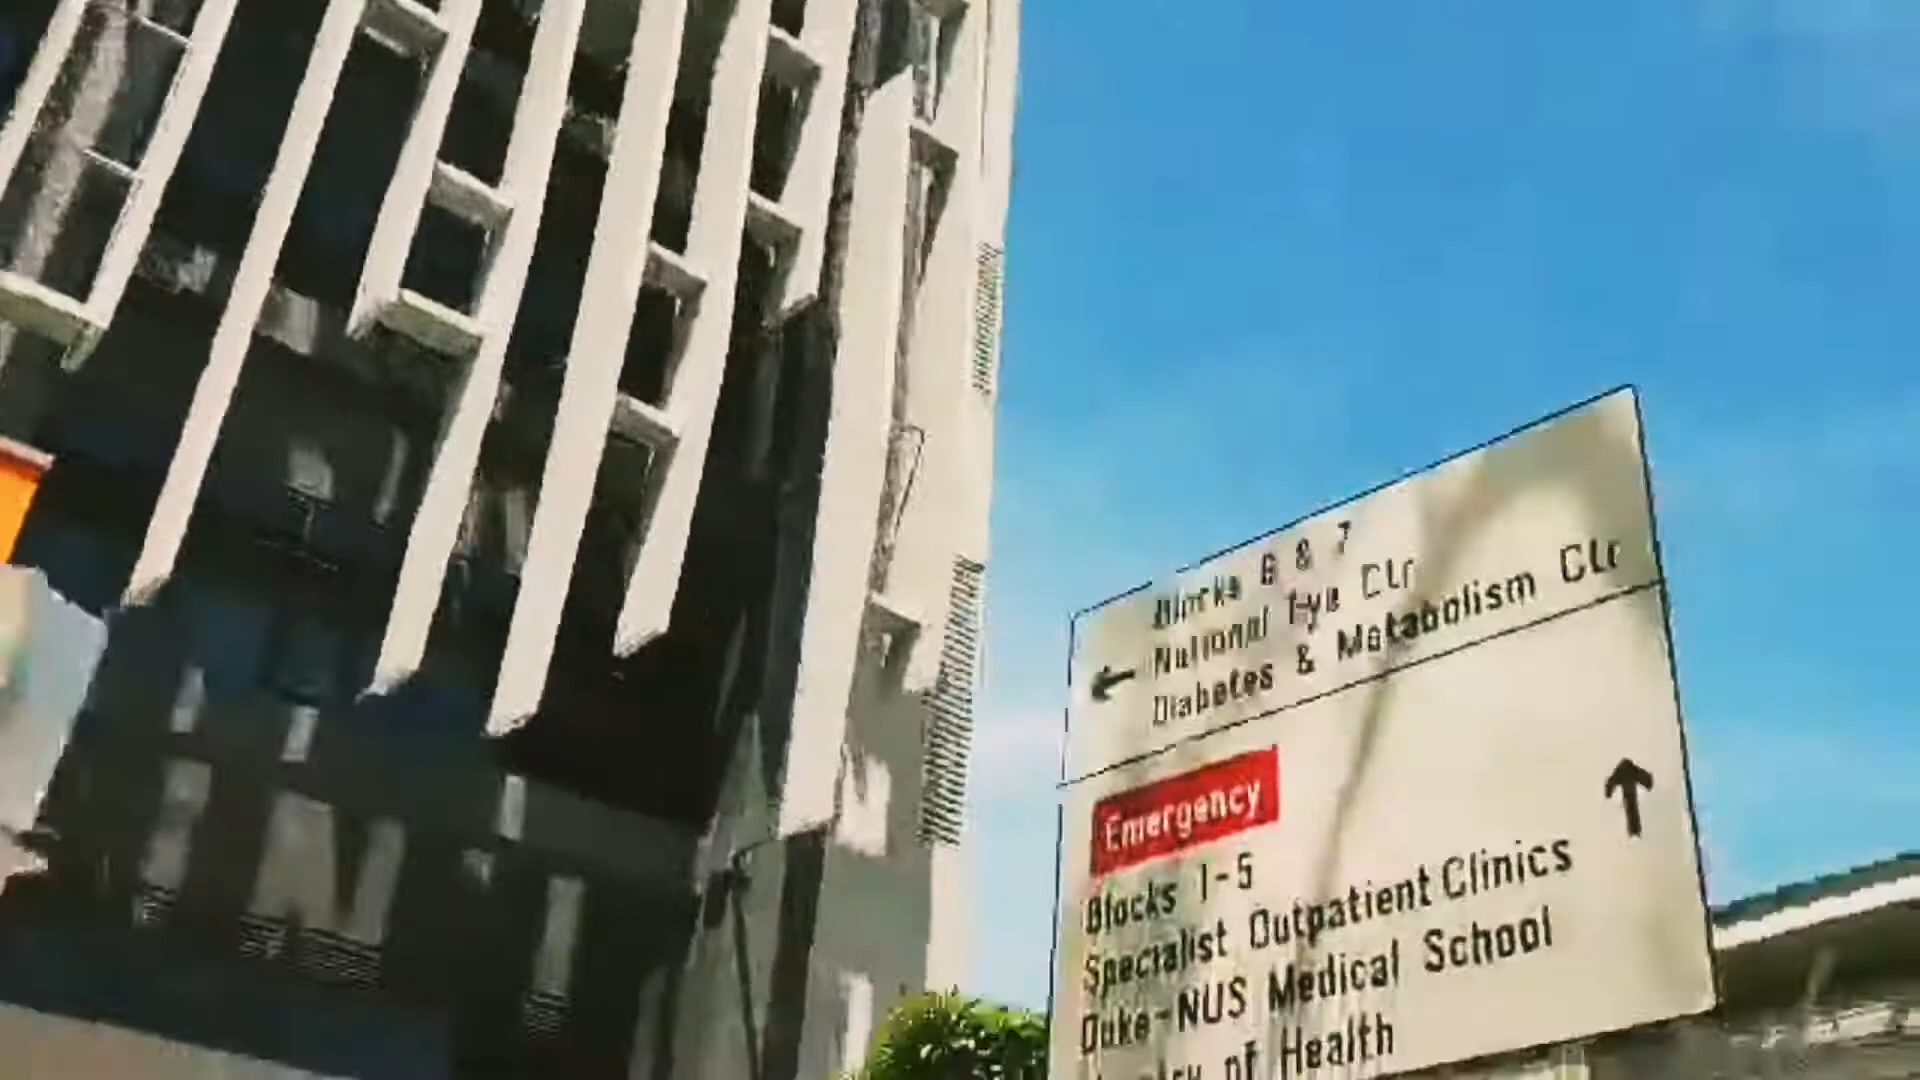 Blocks 6 & 7
National Eye Ctr
Diabetes & Metabolism Ctr
Emergency
Blocks 1-5
Specialist Outpatient Clinics
Duke-NUS Medical School
of Health